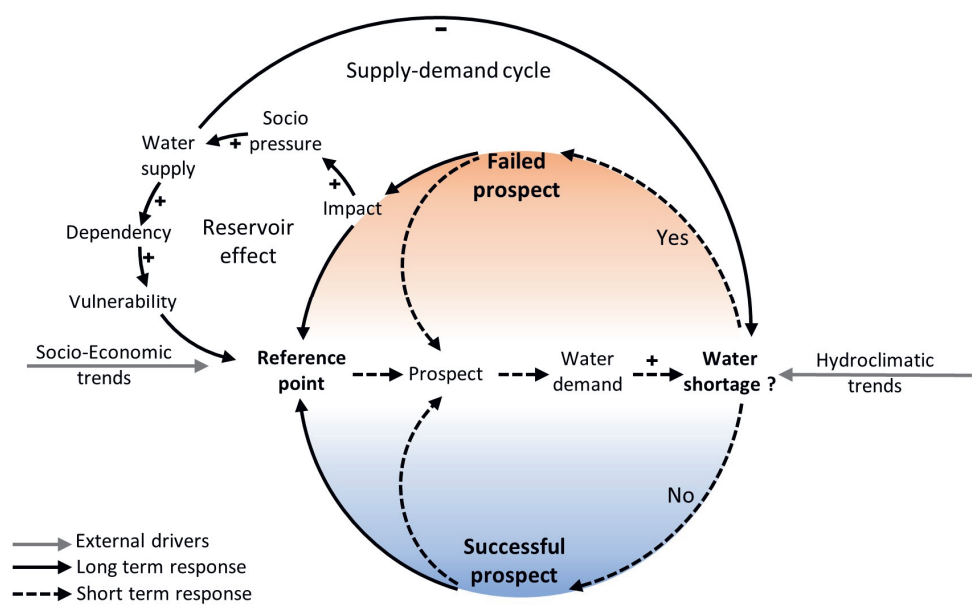 -
Supply-demand cycle
Socio
pressure
+
Water
supply
+
Impact
Failed
prospect
+
Dependency
Reservoir
effect
+
Yes
Vulnerability
Socio-Economic
trends
Reference
point
Prospect
Water
demand
+
Water
shortage ?
Hydroclimatic
trends
No
Successful
prospect
External drivers
Long term response
Short term response